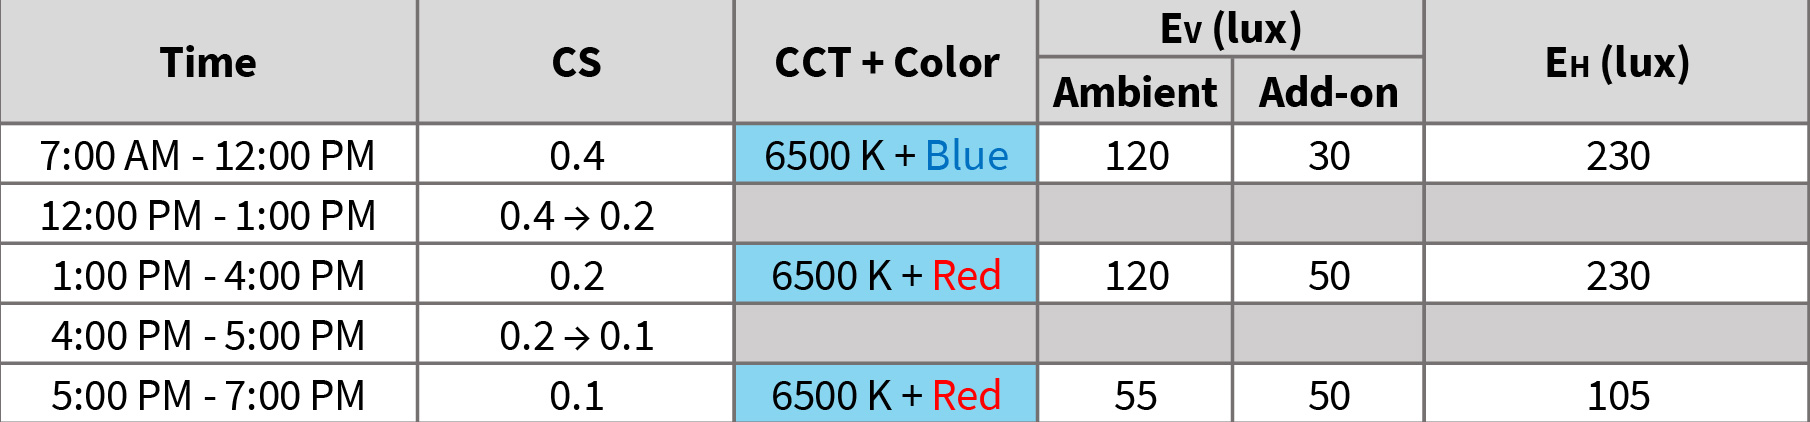 Time CS CCT + Color Ev (lux) EH (lux)
Ambient Add-on
7:00 AM - 12:00 PM 0.4 6500 K + Blue 120 30 230
12:00 PM - 1:00 PM 0.4 → 0.2
1:00 PM - 4:00 PM 0.2 6500 K + Red 120 50 230
4:00 PM - 5:00 PM 0.2 → 0.1
5:00 PM - 7:00 PM 0.1 6500 K + Red 55 50 105